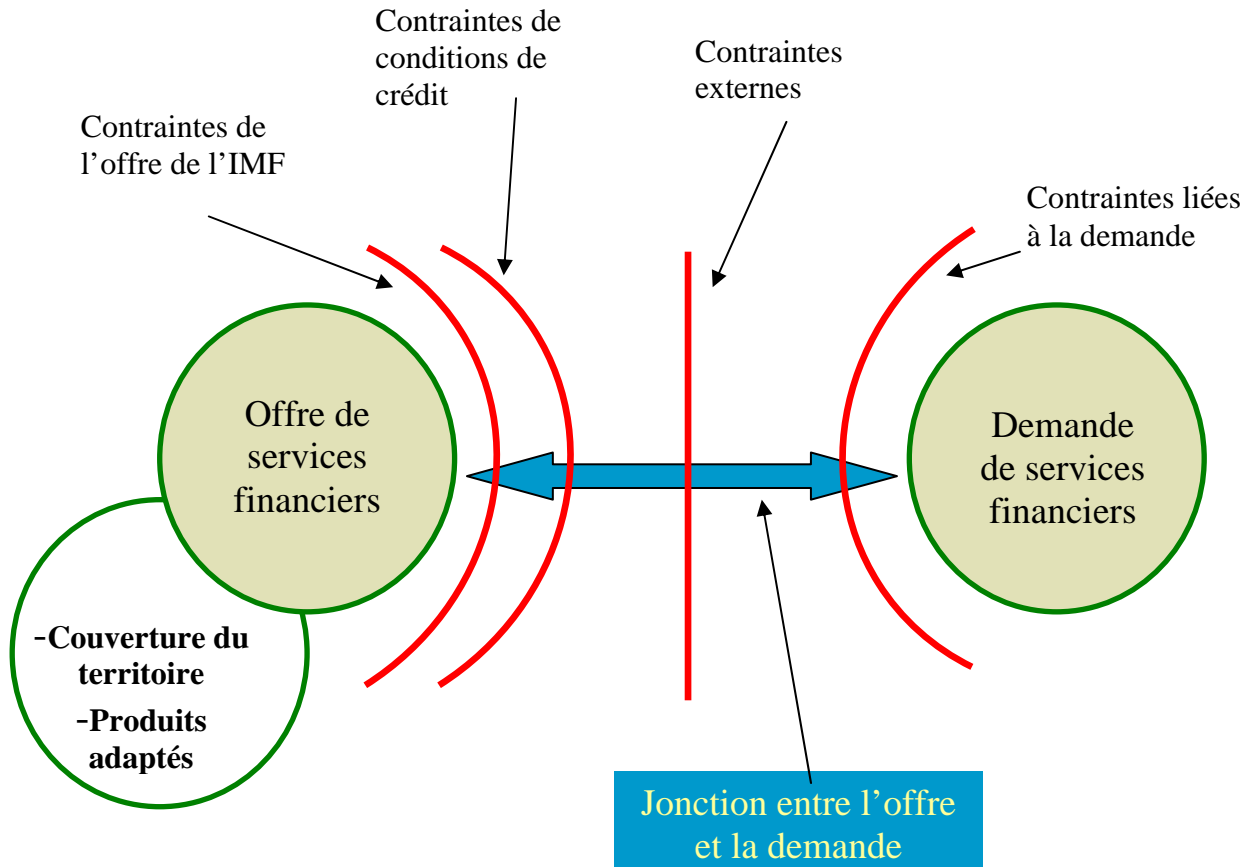 Contraintes de
conditions de
crédit
Contraintes
externes
Contraintes de
l’offre de l’IMF
Contraintes liées
à la demande
Offre de
services
financiers
Demande
de services
financiers
-Couverture du
territoire
-Produits
adaptés
Jonction entre l’offre
et la demande